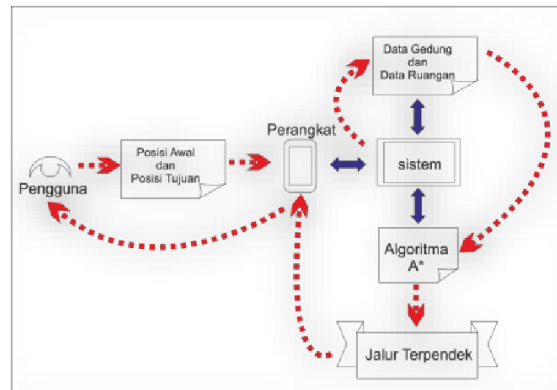 Data Gedung
dan
Data Ruangan
Perangkat
Posisi Awal
dan
Posisi Tujuan
Pengguna
sistem
Algoritma
A*
Jalur Terpendek